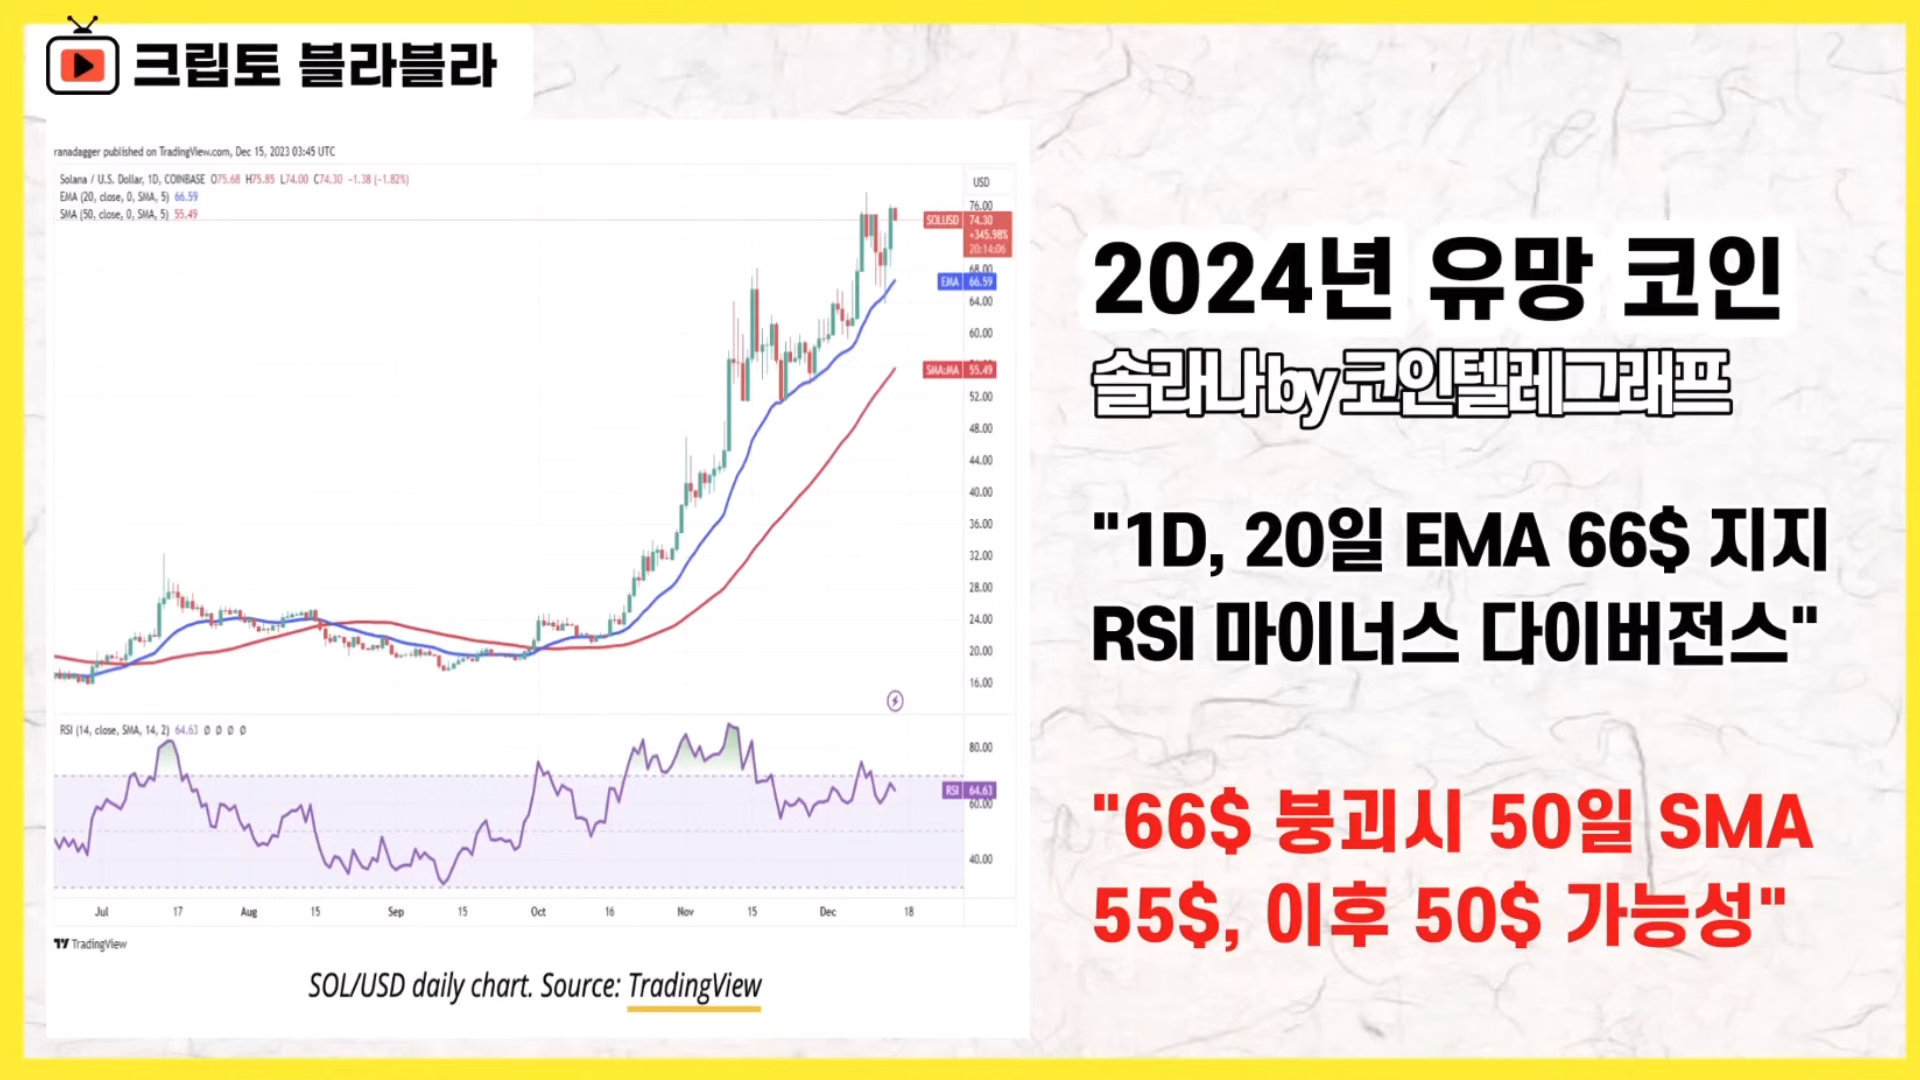 크립토 블라블라
ranadagger published on TradingView.com, Dec 15, 2023 03:45 UTC
Solana / U.S. Dollar, 1D, COINBASE O75.68 H75.85 L74.00 C74.30 −1.38 (−1.82%)
EMA (20, close, 0, SMA, 5) 66.59
SMA (50, close, 0, SMA, 5) 55.49
USD
76.00
SOLUSD 74.30
+345.98%
20:14:06
68.00
EMA 66.59
64.00
60.00
SMA:MA 55.49
52.00
48.00
44.00
40.00
36.00
32.00
28.00
24.00
20.00
16.00
RSI (14, close, SMA, 14, 2) 64.63 Ø Ø Ø Ø
80.00
RSI 64.63
60.00
40.00
Jul 17 Aug 15 Sep 15 Oct 16 Nov 15 Dec 18
TradingView
SOL/USD daily chart. Source: TradingView
2024년 유망 코인
솔라나 by 코인텔레그래프
"1D, 20일 EMA 66$ 지지
RSI 마이너스 다이버전스"
"66$ 붕괴시 50일 SMA
55$, 이후 50$ 가능성"